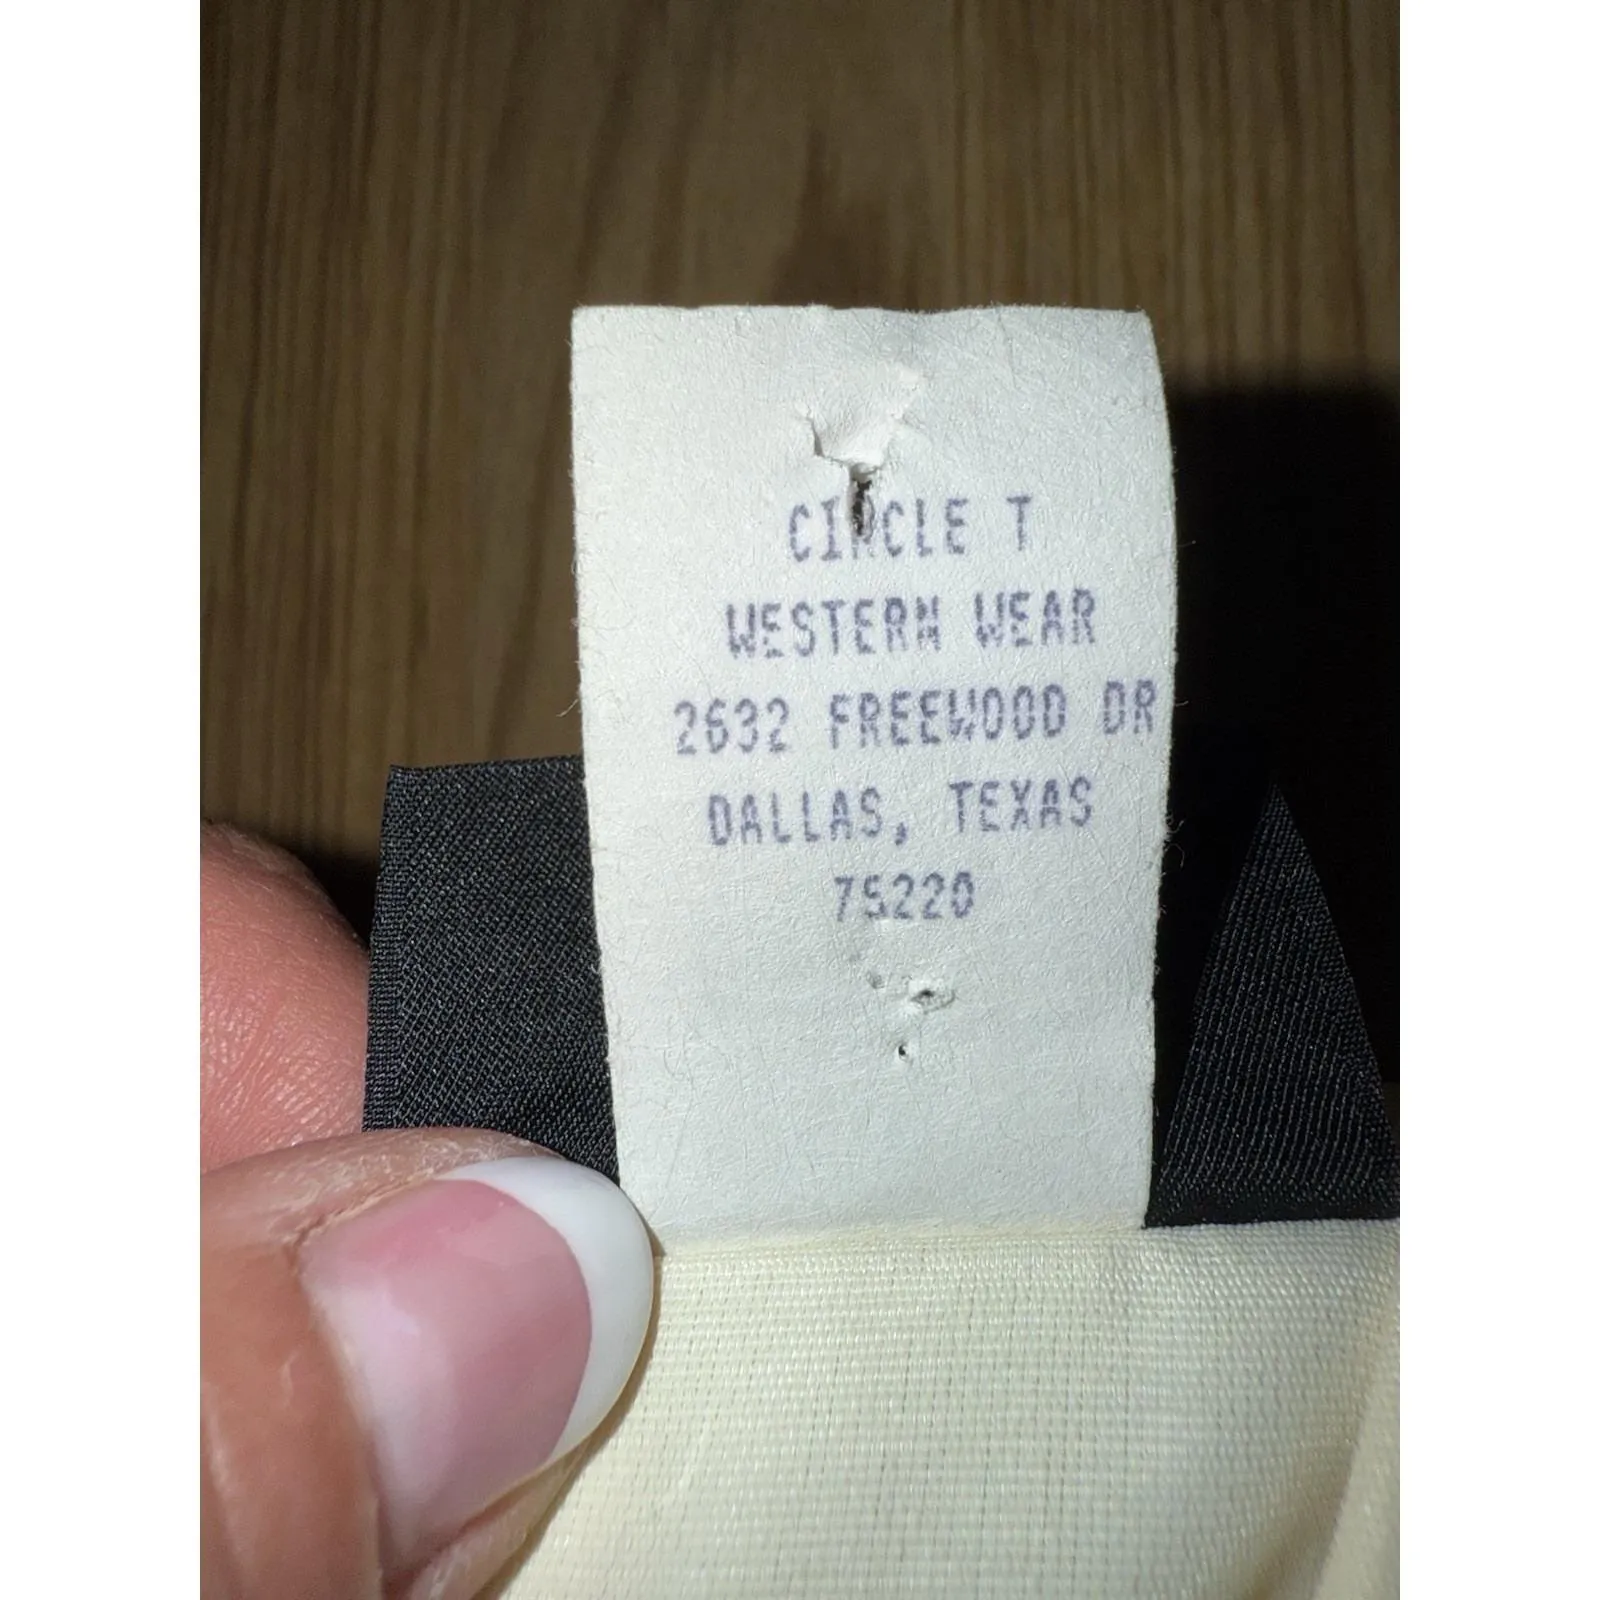 CIRCLE T
WESTERN WEAR
2632 FREEWOOD DR
DALLAS, TEXAS
75220